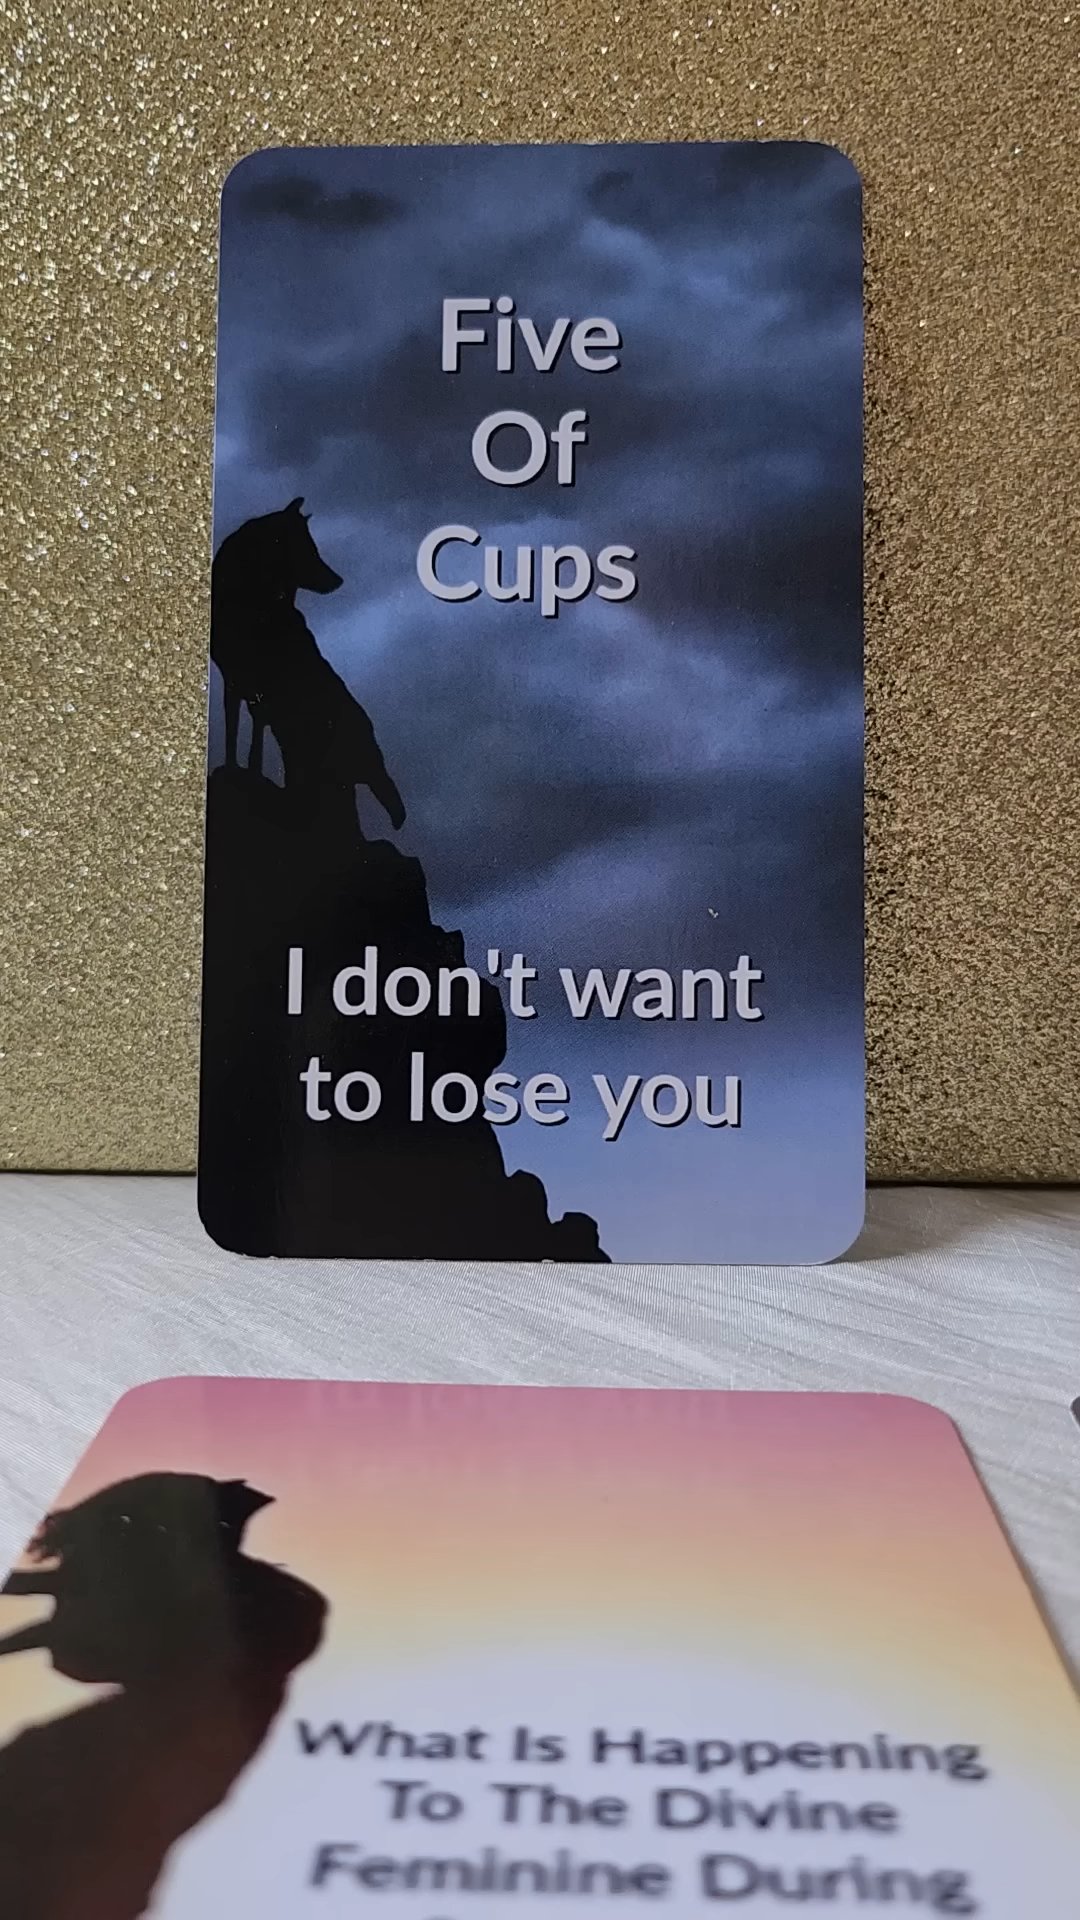 Five
Of
Cups
I don't want
to lose you
What Is Happening
To The Divine
Feminine During